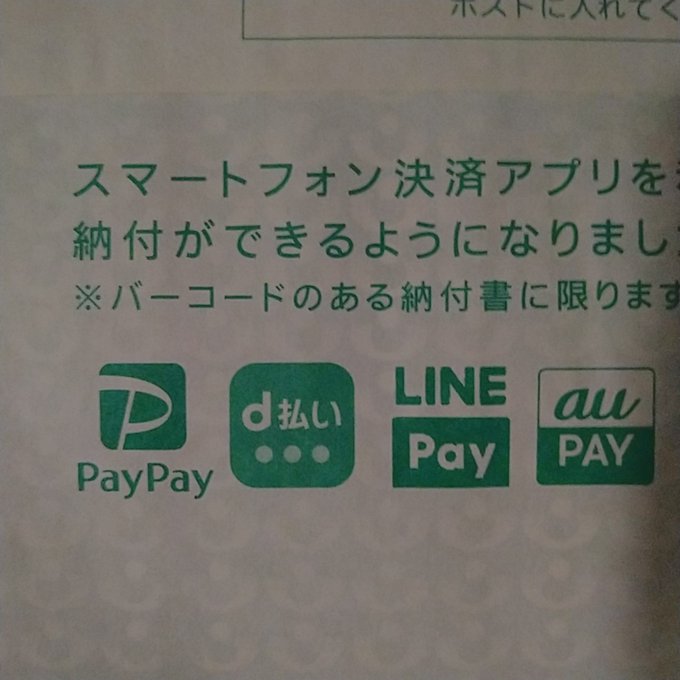 ポストに入れてく
スマートフォン決済アプリを
納付ができるようになりまし
※バーコードのある納付書に限ります
PayPay
d払い
LINE Pay
au PAY